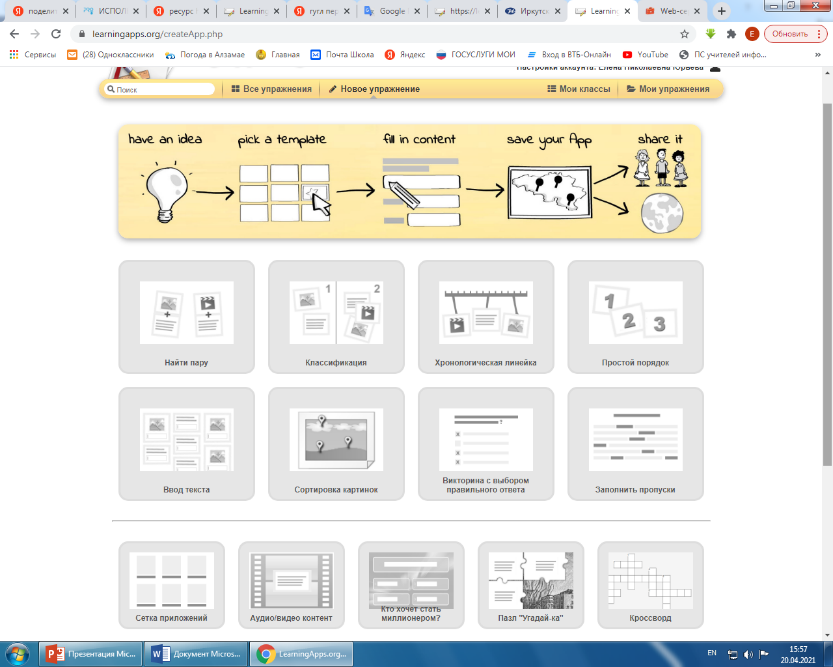 подели
ИСПОЛ
ресурс
Learning
гугл пер
Google
https://l
Иркутс
Learning
Web-се
learningapps.org/createApp.php
Обновить
Сервисы (28) Одноклассники Погода в Алзамае Главная Почта Школа Яндекс ГОСУСЛУГИ МОИ Вход в ВТБ-Онлайн YouTube ПС учителей инфо...
Настройки аккаунта: Елена Николаевна Юрьева
Поиск Все упражнения Новое упражнение Мои классы Мои упражнения
have an idea pick a template fill in content save your App share it
1 2
1 2 3
Найти пару Классификация Хронологическая линейка Простой порядок
Ввод текста Сортировка картинок Викторина с выбором
правильного ответа Заполнить пропуски
Сетка приложений Аудио/видео контент Кто хочет стать
миллионером? Пазл "Угадай-ка" Кроссворд
Презентация Mic... Документ Micros... LearningApps.org... EN 15:57
20.04.2021